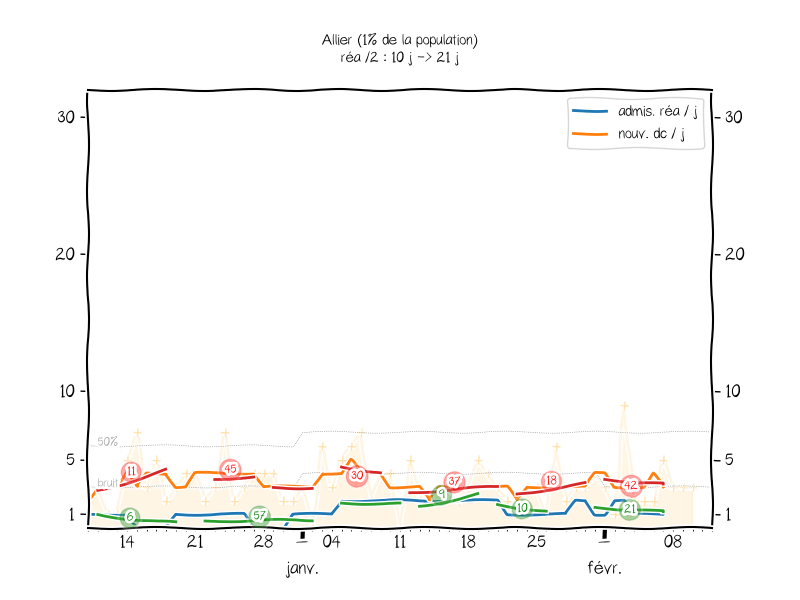 Allier (1% de la population)
réa /2 : 10 j -> 21 j
30 30
admis. réa / j
nouv. dc / j
20 20
10 10
50%
5 5
11 45 30 37 18 42
bruit
9
6 57 10 21
1 1
14 21 28 04 11 18 25 08
janv. févr.